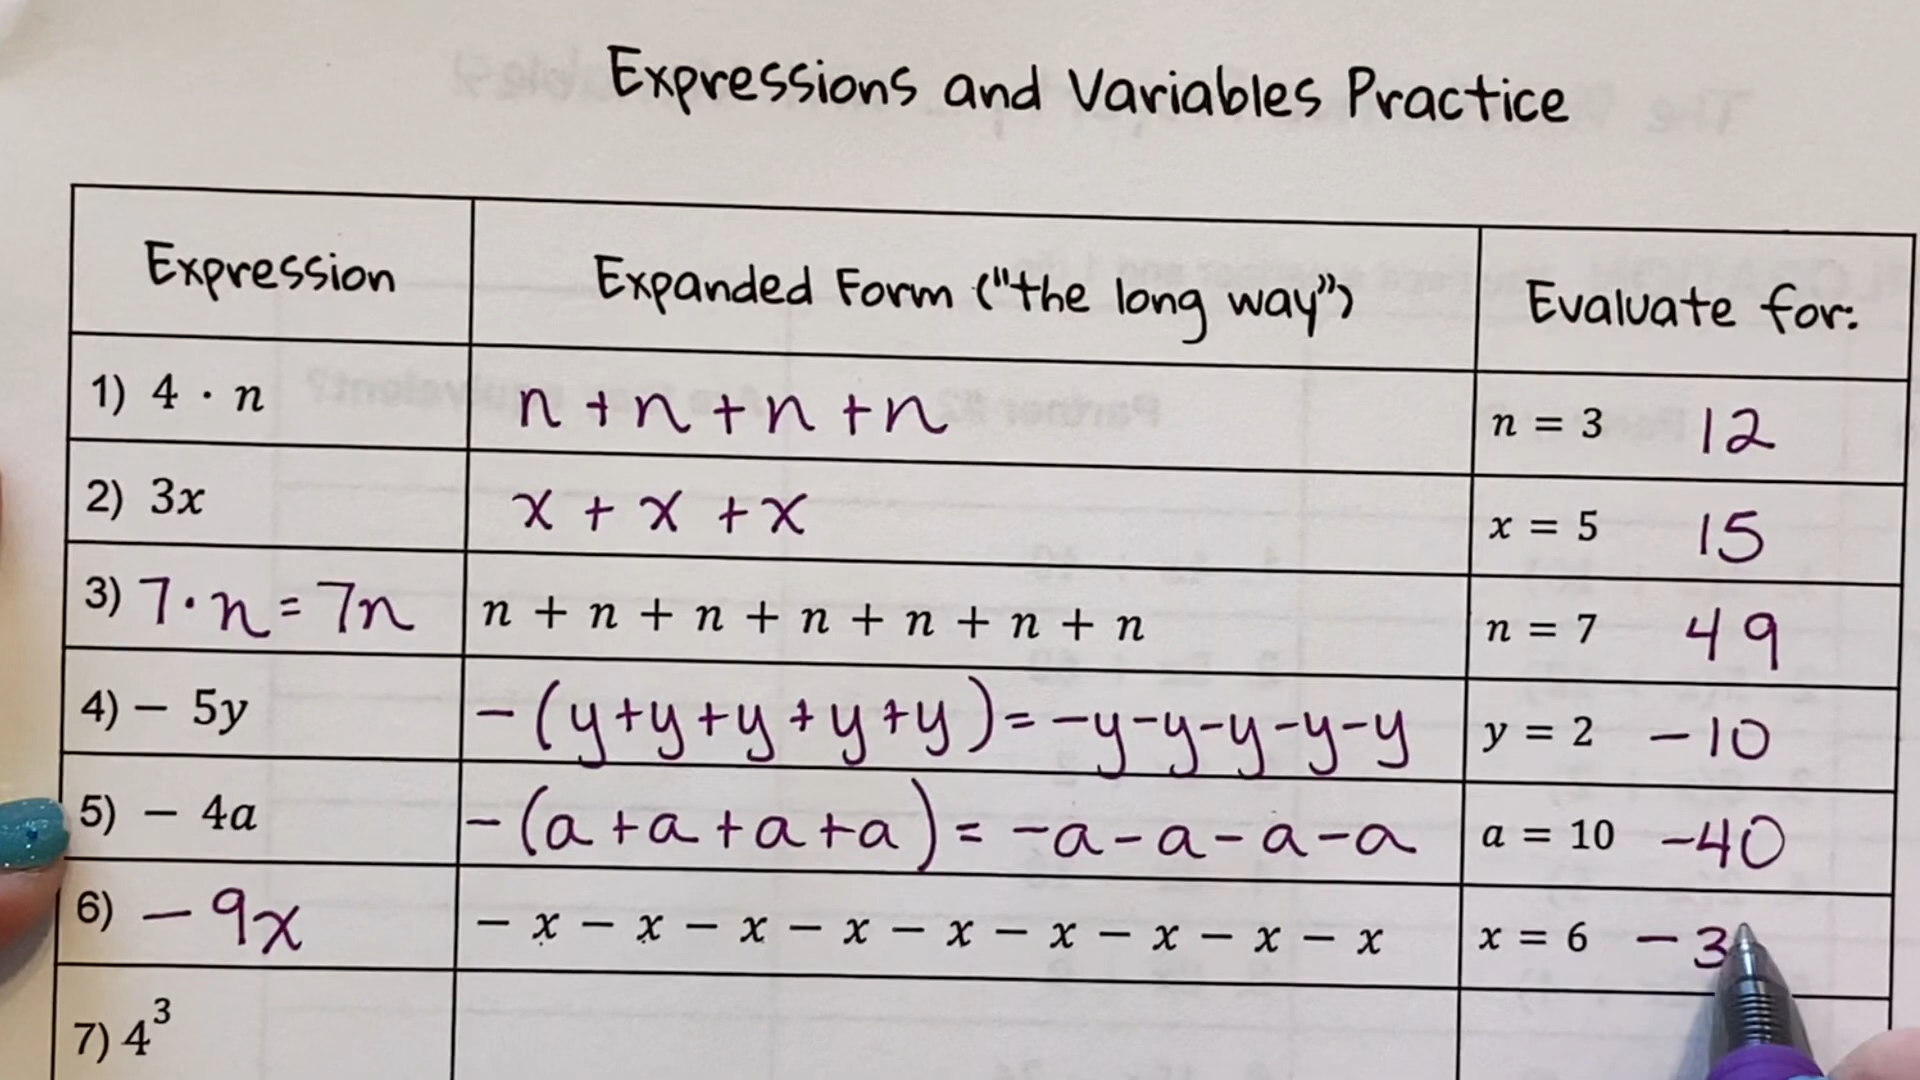 Expressions and Variables Practice
Expression Expanded Form ("the long way") Evaluate for:
1) 4 · n n + n + n + n n = 3 12
2) 3x x + x + x x = 5 15
3) 7 · n = 7n n + n + n + n + n + n + n n = 7 49
4) − 5y −(y+y+y+y+y) = −y−y−y−y−y y = 2 −10
5) − 4a −(a+a+a+a) = −a−a−a−a a = 10 −40
6) −9x − x − x − x − x − x − x − x − x − x x = 6 −3
7) 4³